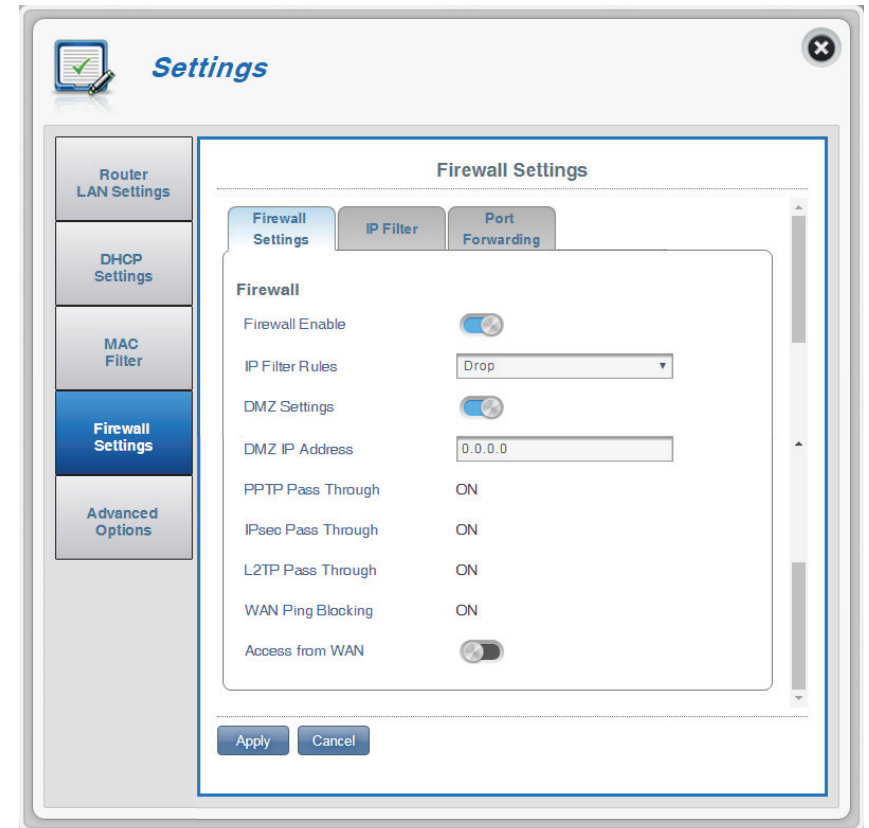 Settings
Router
LAN Settings
DHCP
Settings
MAC
Filter
Firewall
Settings
Advanced
Options
Firewall Settings
Firewall
Settings
IP Filter
Port
Forwarding
Firewall
Firewall Enable
IP Filter Rules Drop
DMZ Settings
DMZ IP Address 0.0.0.0
PPTP Pass Through ON
IPsec Pass Through ON
L2TP Pass Through ON
WAN Ping Blocking ON
Access from WAN
Apply Cancel